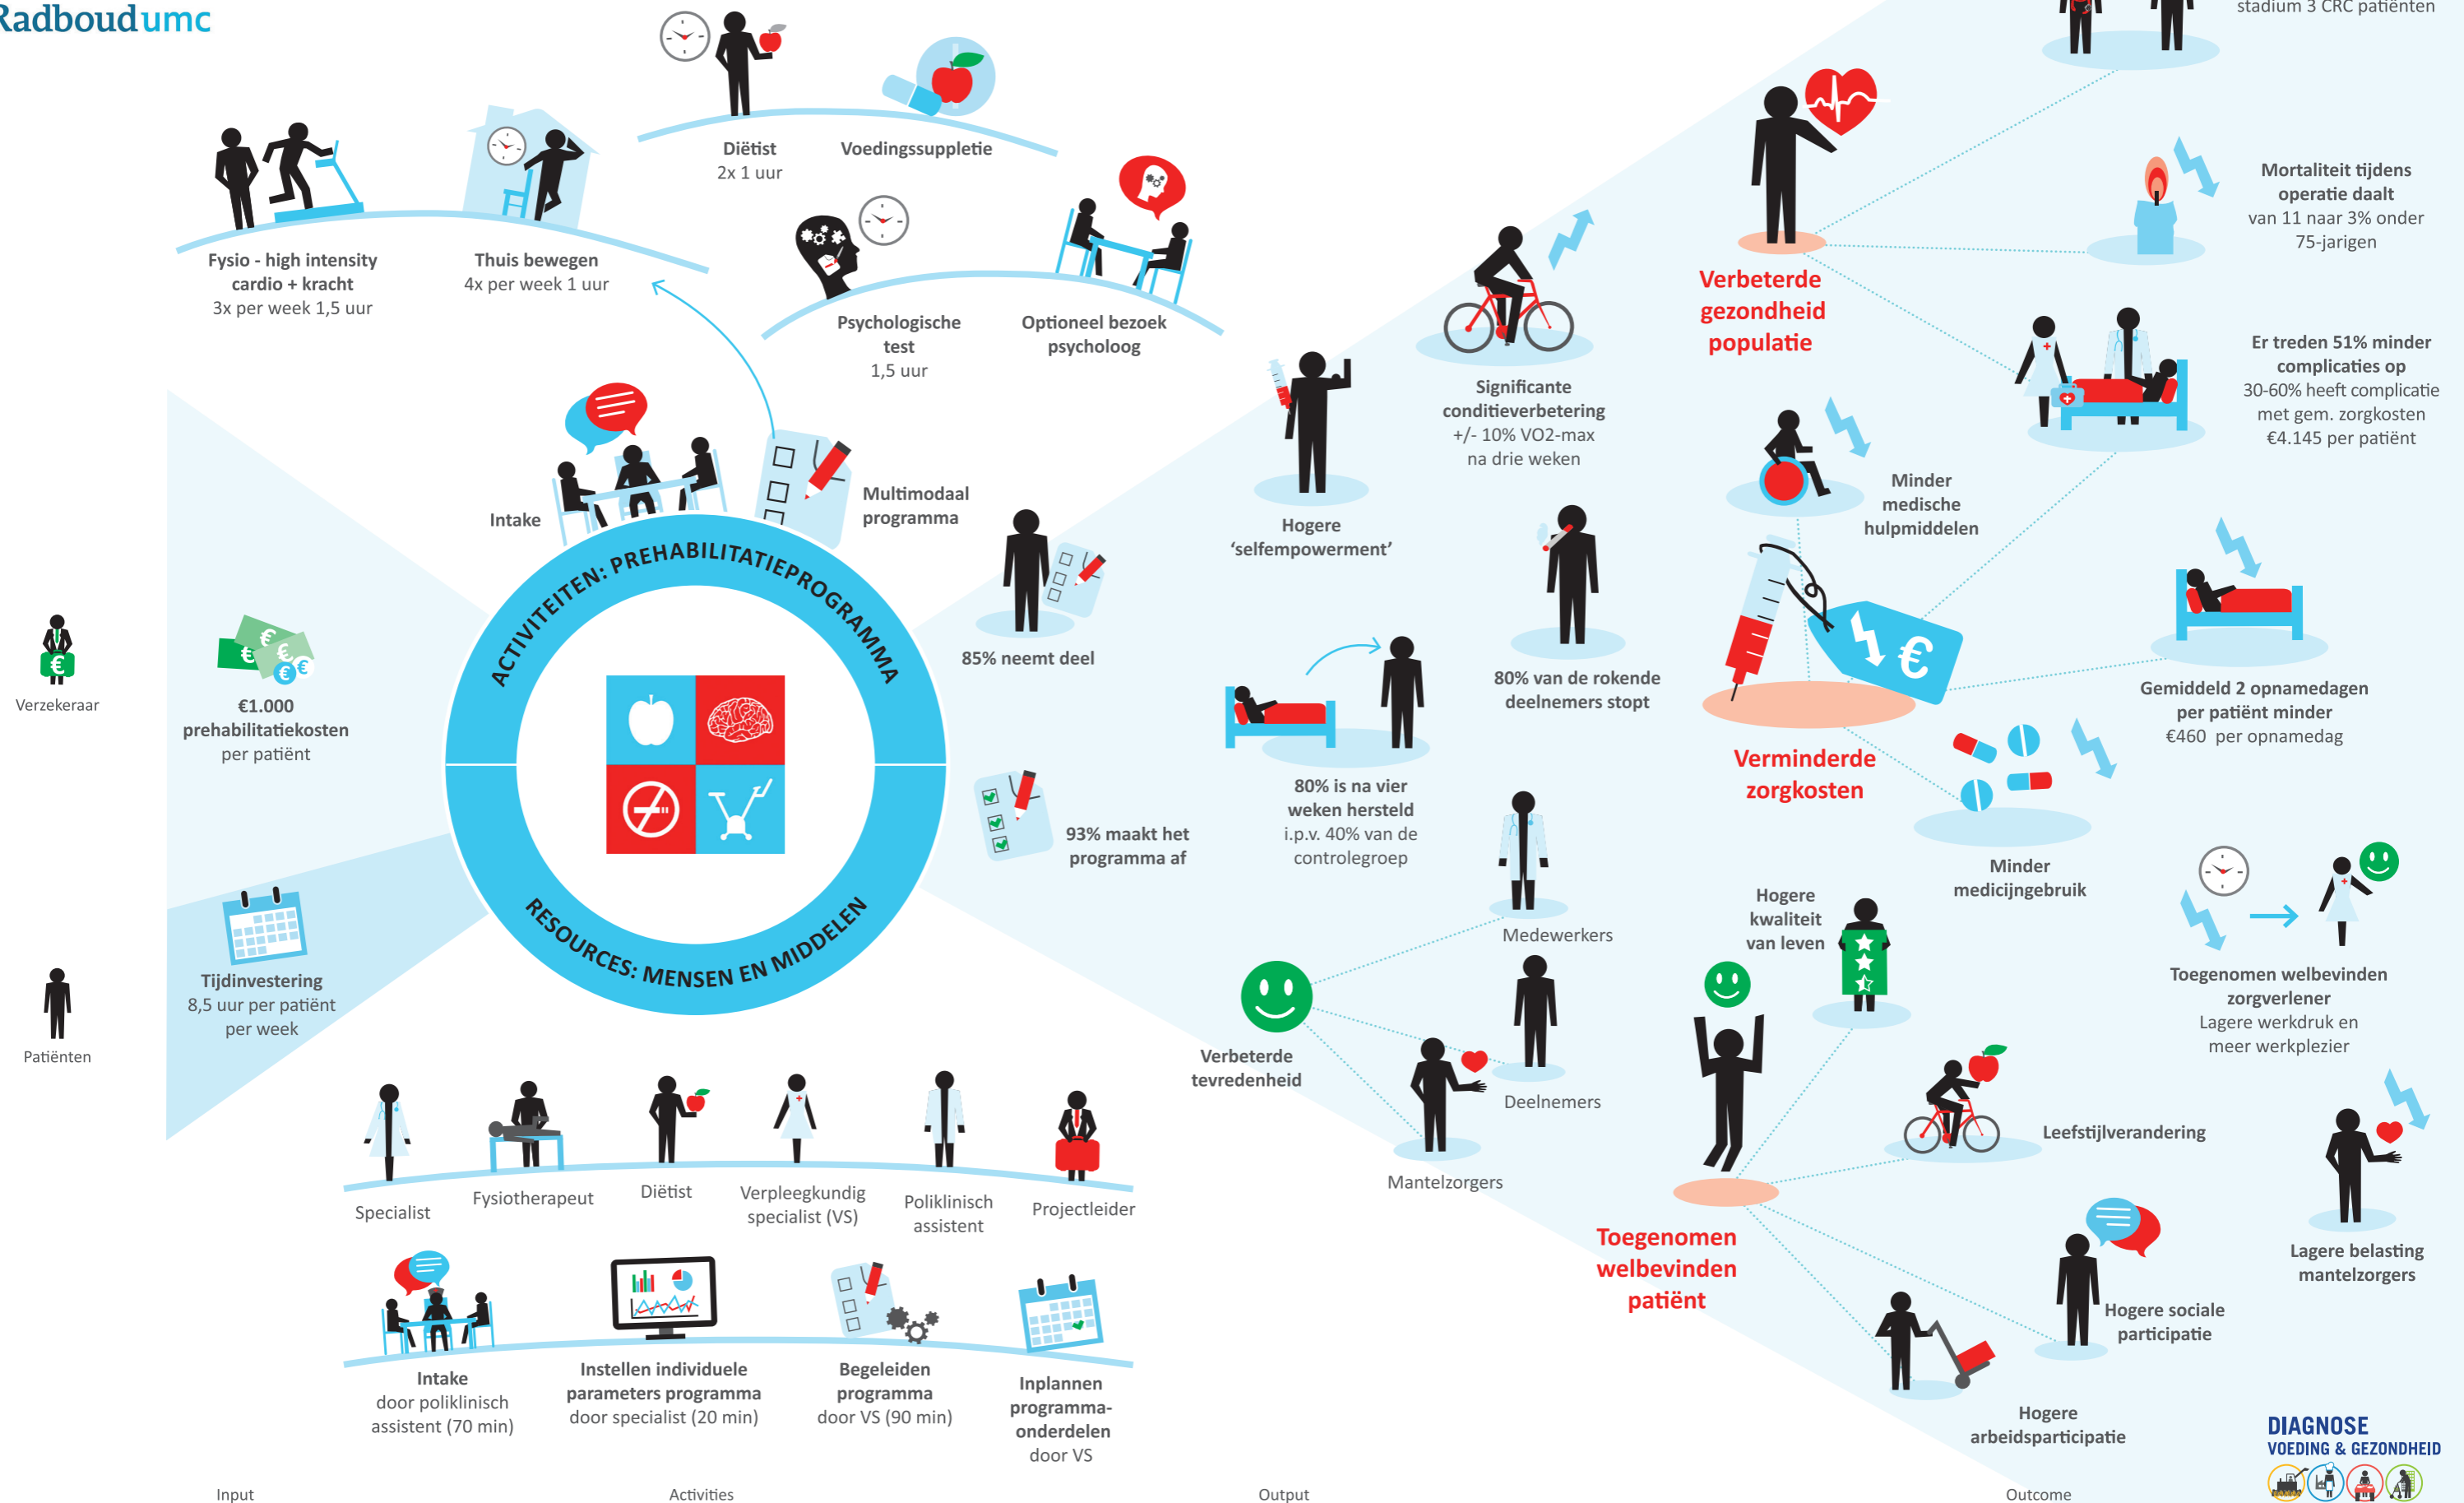 Radboudumc
Diëtist
2x 1 uur
Voedingssuppletie
Fysio - high intensity
cardio + kracht
3x per week 1,5 uur
Thuis bewegen
4x per week 1 uur
Psychologische
test
1,5 uur
Optioneel bezoek
psycholoog
Intake
Multimodaal
programma
ACTIVITEITEN: PREHABILITATIEPROGRAMMA
RESOURCES: MENSEN EN MIDDELEN
Verzekeraar
€1.000
prehabilitatiekosten
per patiënt
Patiënten
Tijdinvestering
8,5 uur per patiënt
per week
Specialist
Fysiotherapeut
Diëtist
Verpleegkundig
specialist (VS)
Poliklinisch
assistent
Projectleider
Intake
door poliklinisch
assistent (70 min)
Instellen individuele
parameters programma
door specialist (20 min)
Begeleiden
programma
door VS (90 min)
Inplannen
programma-
onderdelen
door VS
85% neemt deel
93% maakt het
programma af
Hogere
‘selfempowerment’
Significante
conditieverbetering
+/- 10% VO2-max
na drie weken
80% van de rokende
deelnemers stopt
80% is na vier
weken hersteld
i.p.v. 40% van de
controlegroep
Verbeterde
tevredenheid
Medewerkers
Deelnemers
Mantelzorgers
Verbeterde
gezondheid
populatie
stadium 3 CRC patiënten
Mortaliteit tijdens
operatie daalt
van 11 naar 3% onder
75-jarigen
Er treden 51% minder
complicaties op
30-60% heeft complicatie
met gem. zorgkosten
€4.145 per patiënt
Verminderde
zorgkosten
Minder
medische
hulpmiddelen
Gemiddeld 2 opnamedagen
per patiënt minder
€460 per opnamedag
Minder
medicijngebruik
Toegenomen
welbevinden
patiënt
Hogere
kwaliteit
van leven
Leefstijlverandering
Hogere sociale
participatie
Hogere
arbeidsparticipatie
Toegenomen welbevinden
zorgverlener
Lagere werkdruk en
meer werkplezier
Lagere belasting
mantelzorgers
DIAGNOSE
VOEDING & GEZONDHEID
Input
Activities
Output
Outcome